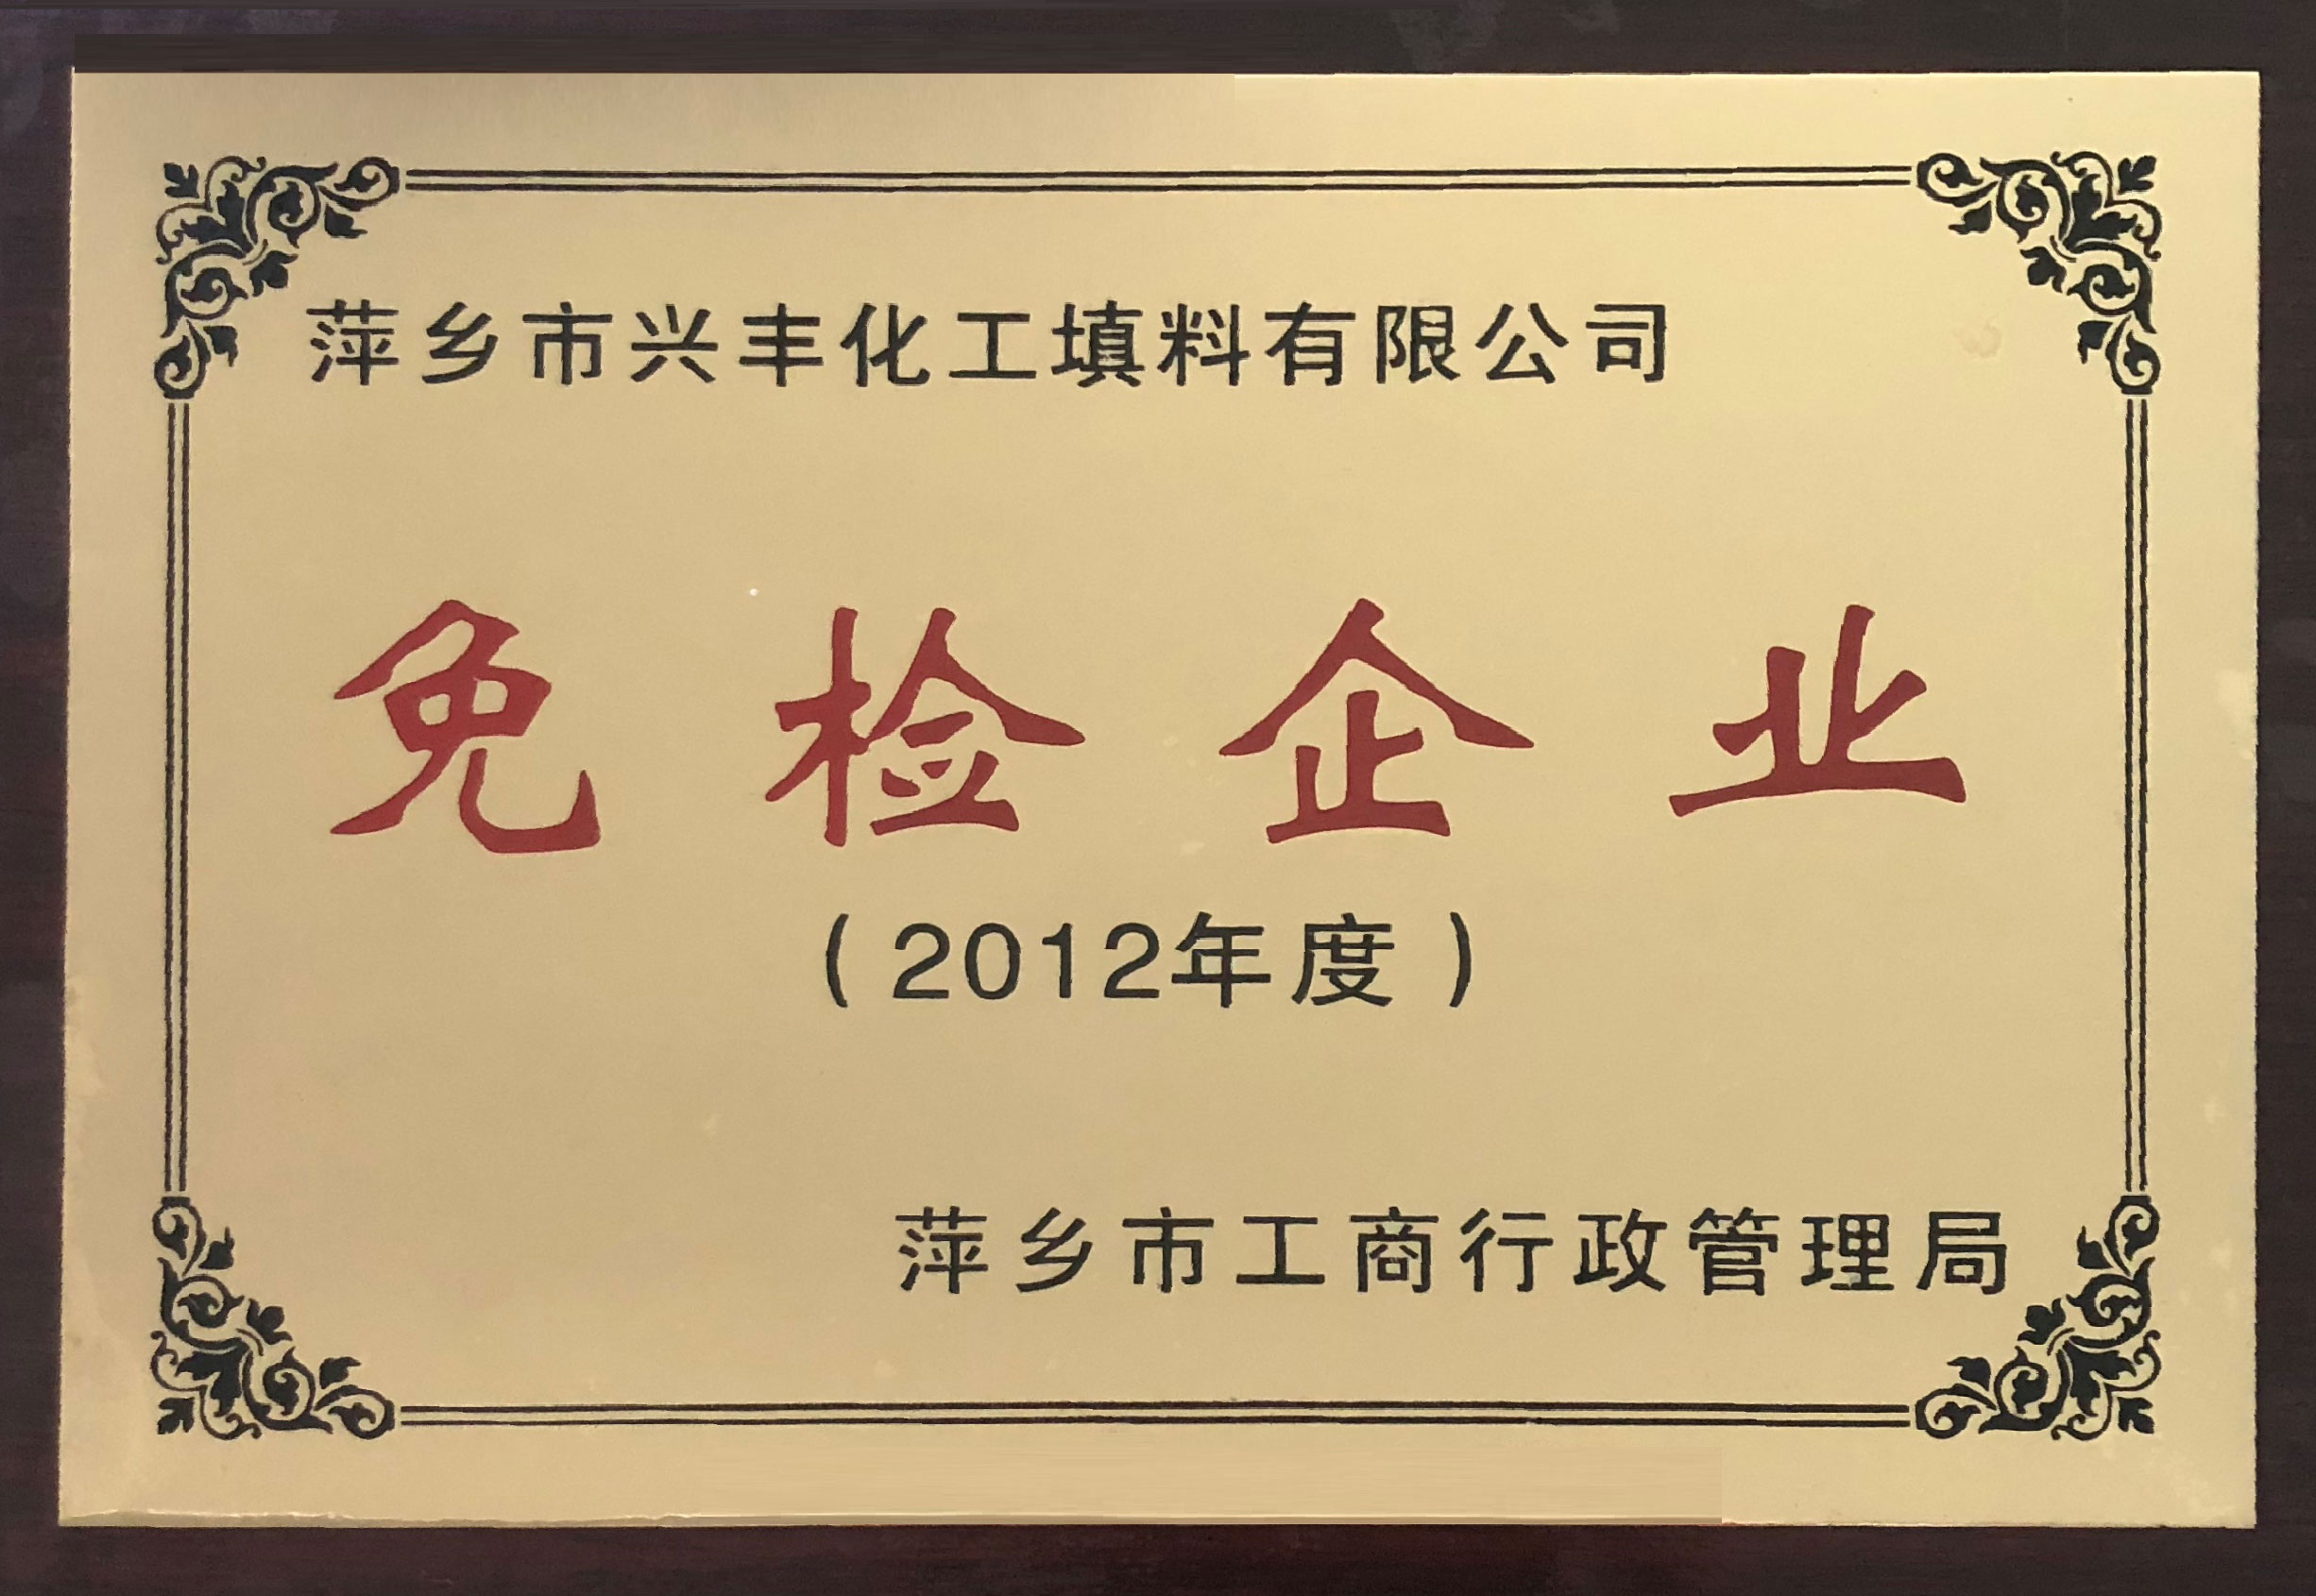 萍乡市兴丰化工填料有限公司
免检企业
（2012年度）
萍乡市工商行政管理局